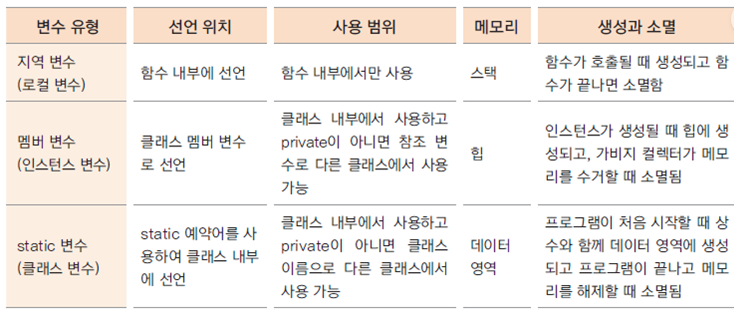 변수 유형
선언 위치
사용 범위
메모리
생성과 소멸
지역 변수
(로컬 변수)
함수 내부에 선언
함수 내부에서만 사용
스택
함수가 호출될 때 생성되고 함
수가 끝나면 소멸함
멤버 변수
(인스턴스 변수)
클래스 멤버 변수
로 선언
클래스 내부에서 사용하고
private이 아니면 참조 변
수로 다른 클래스에서 사용
가능
힙
인스턴스가 생성될 때 힙에 생
성되고, 가비지 컬렉터가 메모
리를 수거할 때 소멸됨
static 변수
(클래스 변수)
static 예약어를 사
용하여 클래스 내부
에 선언
클래스 내부에서 사용하고
private이 아니면 클래스
이름으로 다른 클래스에서
사용 가능
데이터
영역
프로그램이 처음 시작할 때 상
수와 함께 데이터 영역에 생성
되고 프로그램이 끝나고 메모
리를 해제할 때 소멸됨